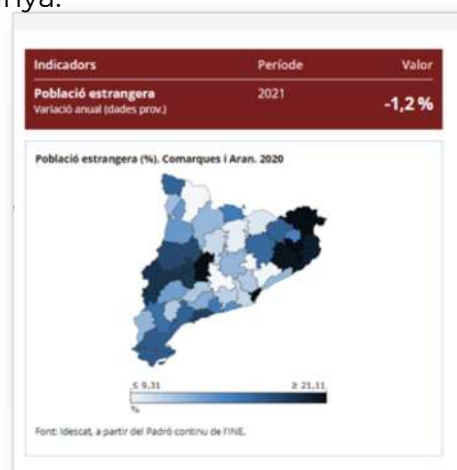 nya.
Indicadors Període Valor
Població estrangera 2021 -1,2 %
Variació anual (dades prov.)
Població estrangera (%). Comarques i Aran. 2020
≤ 9,31 ≥ 21,11
%
Font: Idescat, a partir del Padró continu de l'INE.